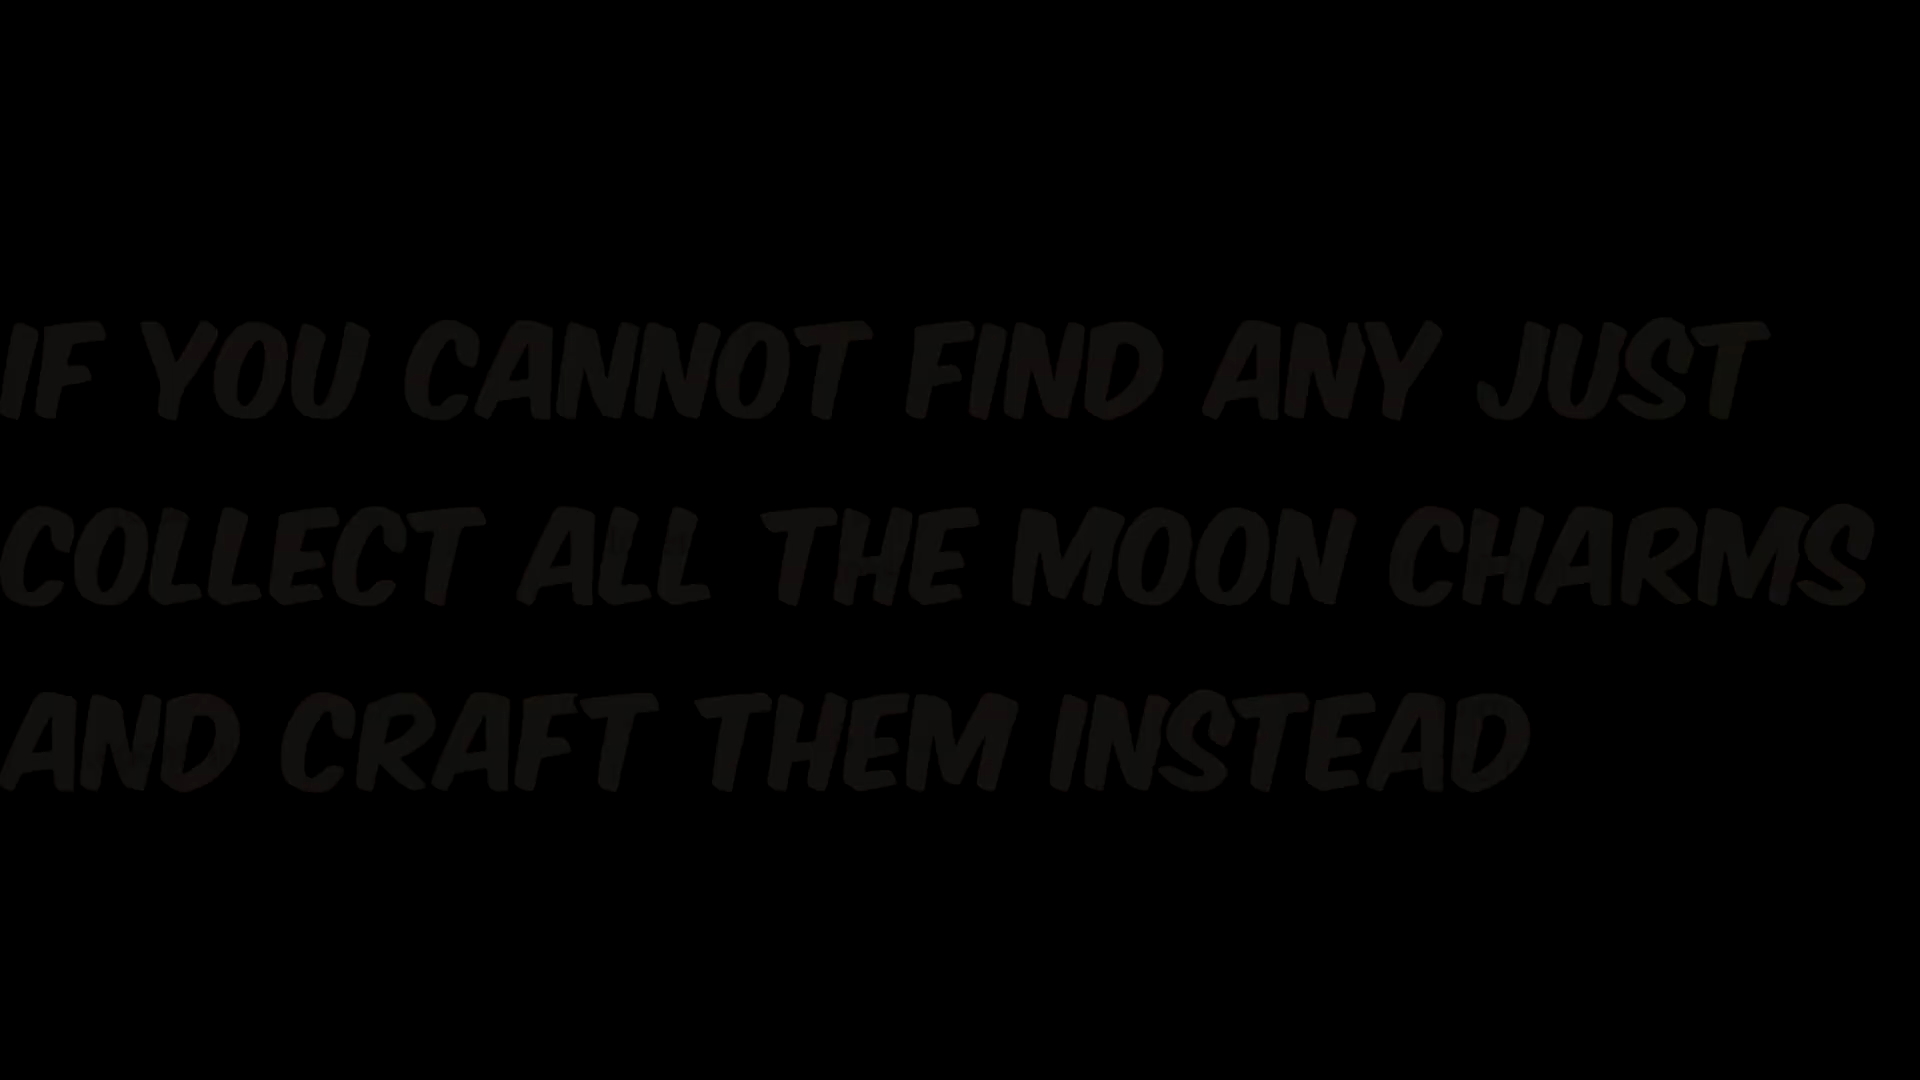 IF YOU CANNOT FIND ANY JUST
COLLECT ALL THE MOON CHARMS
AND CRAFT THEM INSTEAD